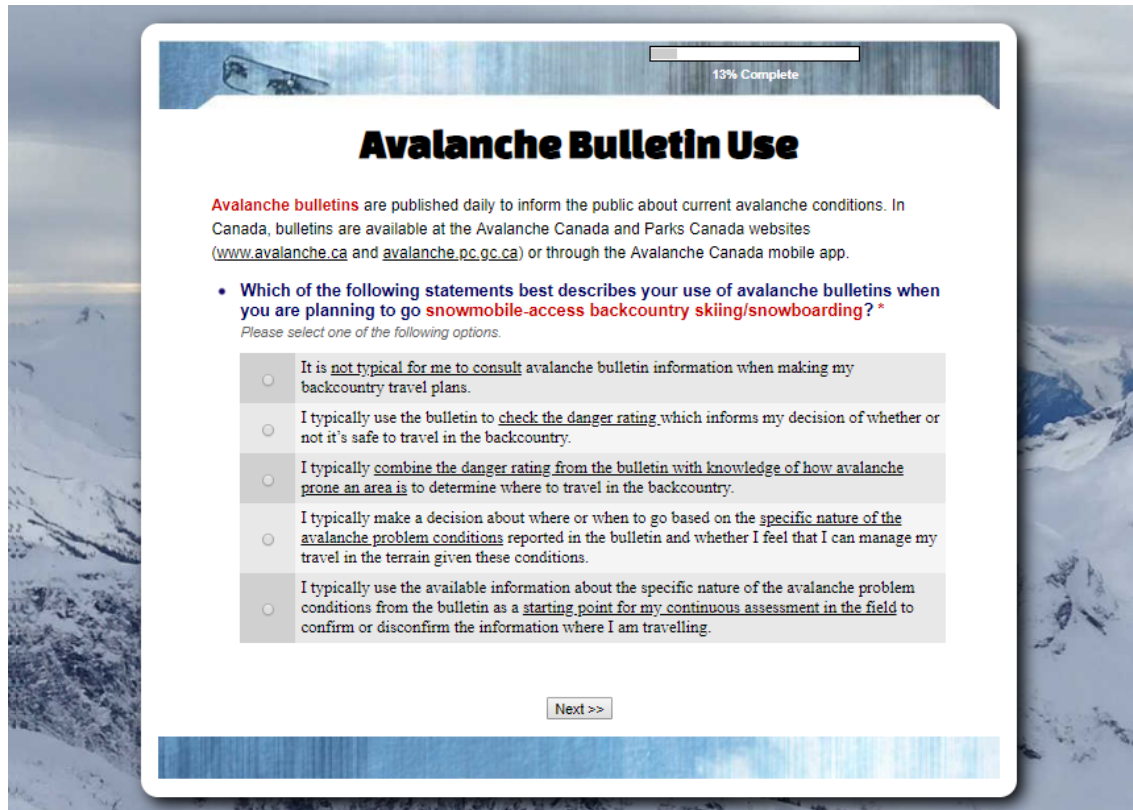 13% Complete
Avalanche Bulletin Use
Avalanche bulletins are published daily to inform the public about current avalanche conditions. In
Canada, bulletins are available at the Avalanche Canada and Parks Canada websites
(www.avalanche.ca and avalanche.pc.gc.ca) or through the Avalanche Canada mobile app.
• Which of the following statements best describes your use of avalanche bulletins when
you are planning to go snowmobile-access backcountry skiing/snowboarding? *
Please select one of the following options.
It is not typical for me to consult avalanche bulletin information when making my
backcountry travel plans.
I typically use the bulletin to check the danger rating which informs my decision of whether or
not it's safe to travel in the backcountry.
I typically combine the danger rating from the bulletin with knowledge of how avalanche
prone an area is to determine where to travel in the backcountry.
I typically make a decision about where or when to go based on the specific nature of the
avalanche problem conditions reported in the bulletin and whether I feel that I can manage my
travel in the terrain given these conditions.
I typically use the available information about the specific nature of the avalanche problem
conditions from the bulletin as a starting point for my continuous assessment in the field to
confirm or disconfirm the information where I am travelling.
Next >>